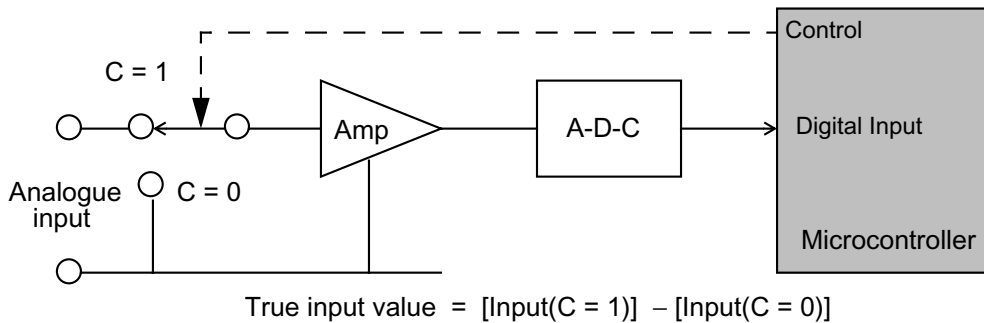 Control
C = 1
Amp
A-D-C
Digital Input
C = 0
Analogue
input
Microcontroller
True input value = [Input(C = 1)] – [Input(C = 0)]